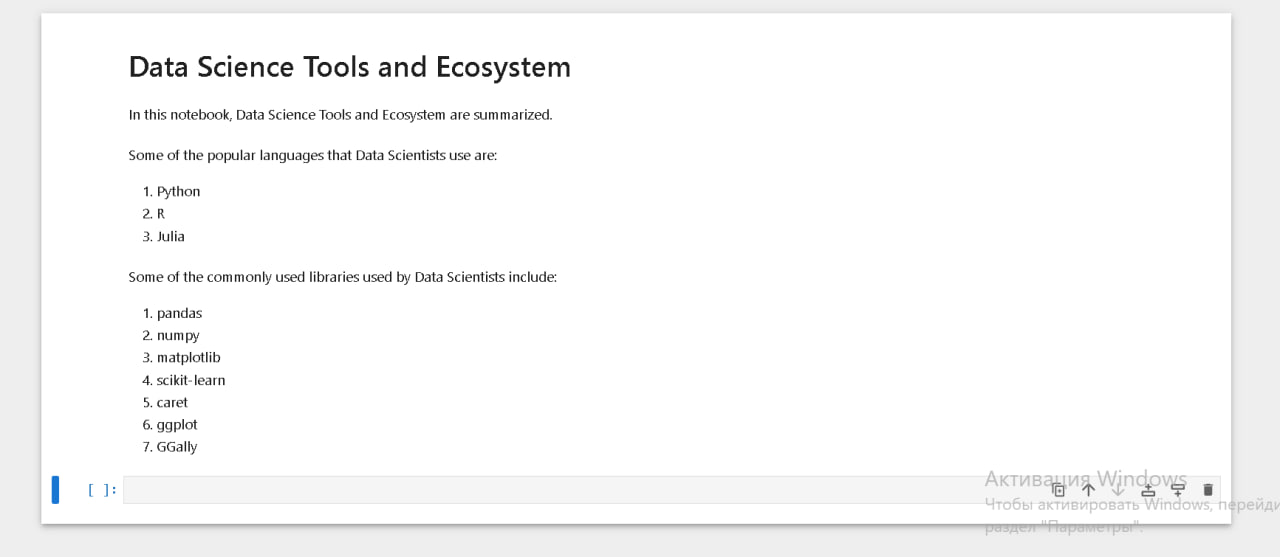 Data Science Tools and Ecosystem
In this notebook, Data Science Tools and Ecosystem are summarized.
Some of the popular languages that Data Scientists use are:
1. Python
2. R
3. Julia
Some of the commonly used libraries used by Data Scientists include:
1. pandas
2. numpy
3. matplotlib
4. scikit-learn
5. caret
6. ggplot
7. GGally
[ ]:
Активация Windows
Чтобы активировать Windows, перейди
раздел "Параметры".